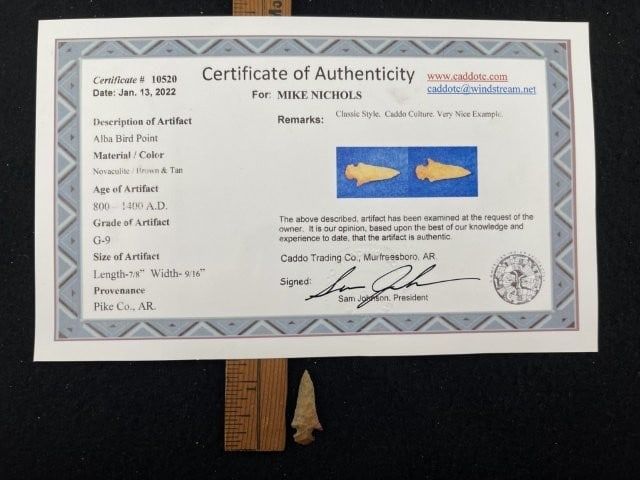 Certificate # 10520
Date: Jan. 13, 2022
Certificate of Authenticity
www.caddotc.com
caddotc@windstream.net
For: MIKE NICHOLS
Description of Artifact
Alba Bird Point
Material / Color
Novaculite / Brown & Tan
Age of Artifact
800 - 1400 A.D.
Grade of Artifact
G-9
Size of Artifact
Length-7/8" Width- 9/16"
Provenance
Pike Co., AR.
Remarks: Classic Style, Caddo Culture. Very Nice Example.
The above described, artifact has been examined at the request of the
owner. It is our opinion, based upon the best of our knowledge and
experience to date, that the artifact is authentic.
Caddo Trading Co., Murfreesboro, AR.
Signed:
Sam Johnson, President